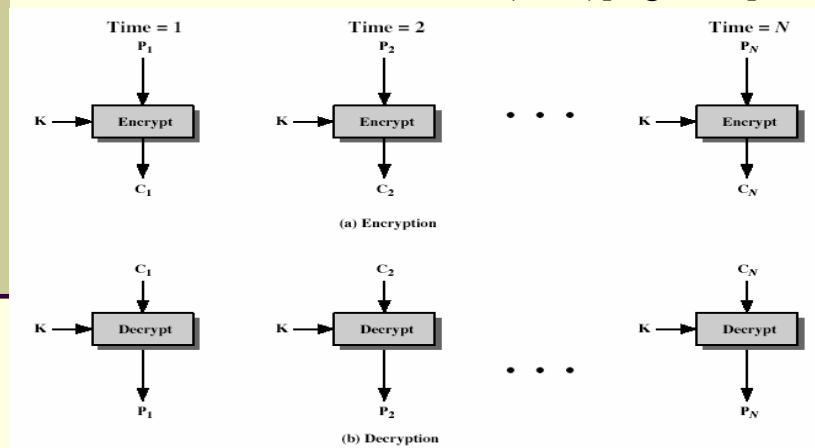 Time = 1 Time = 2 Time = N
P1 P2 PN
K Encrypt K Encrypt • • • K Encrypt
C1 C2 CN
(a) Encryption
C1 C2 CN
K Decrypt K Decrypt • • • K Decrypt
P1 P2 PN
(b) Decryption